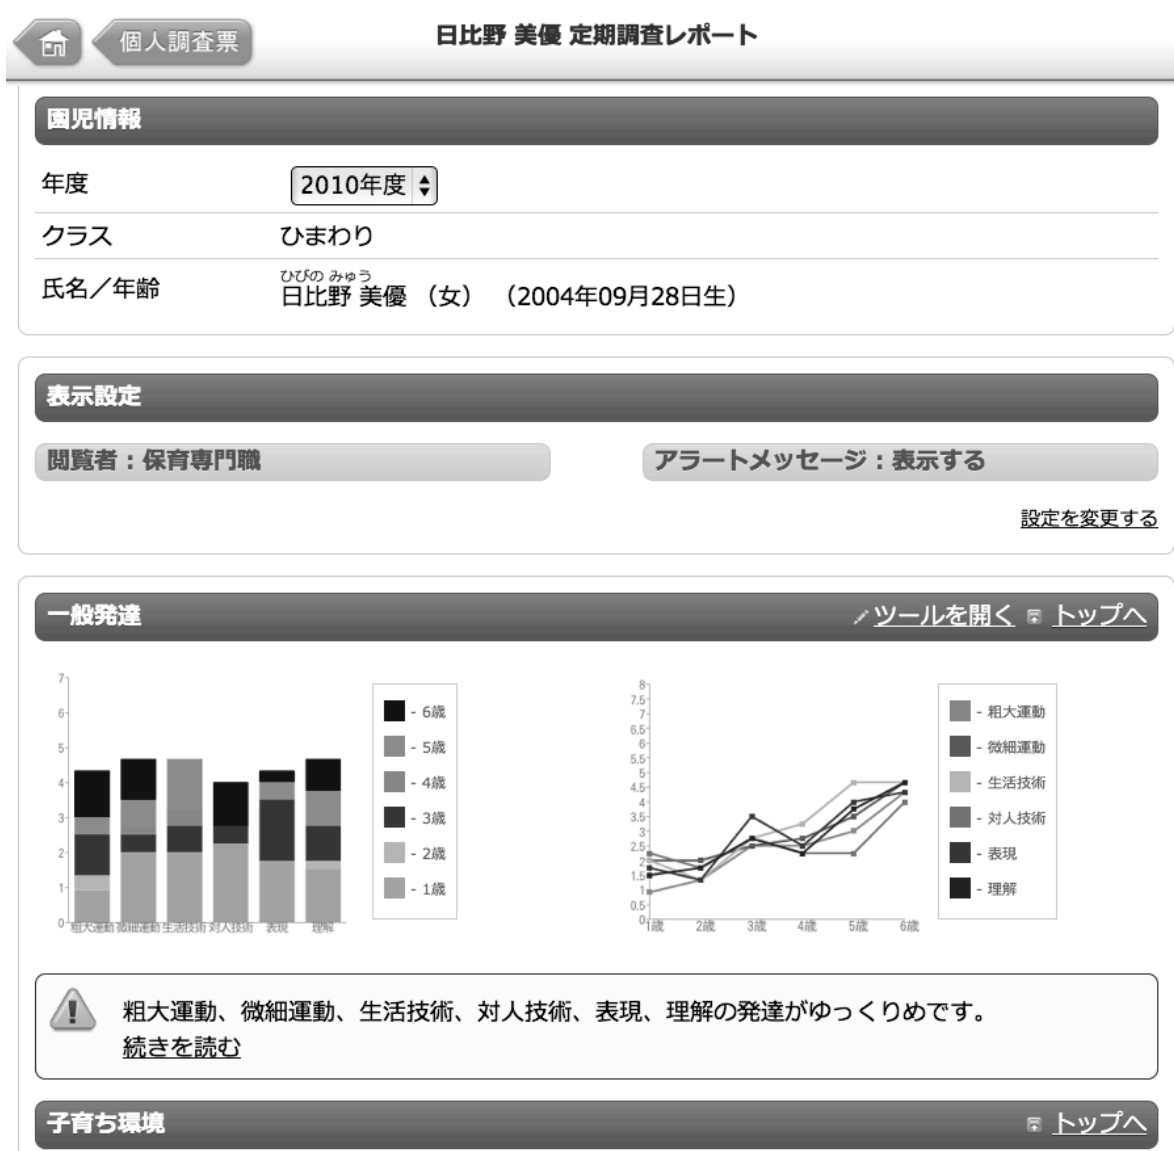 個人調査票
日比野 美優 定期調査レポート
園児情報
年度 2010年度
クラス ひまわり
ひびの みゆう
氏名／年齢 日比野 美優 （女） （2004年09月28日生）
表示設定
閲覧者：保育専門職 アラートメッセージ：表示する
設定を変更する
一般発達 ツールを開く トップへ
7
6
5
4
3
2
1
0
粗大運動 微細運動 生活技術 対人技術 表現 理解
- 6歳
- 5歳
- 4歳
- 3歳
- 2歳
- 1歳
8
7.5
7
6.5
6
5.5
5
4.5
4
3.5
3
2.5
2
1.5
1
0.5
0
1歳 2歳 3歳 4歳 5歳 6歳
- 粗大運動
- 微細運動
- 生活技術
- 対人技術
- 表現
- 理解
粗大運動、微細運動、生活技術、対人技術、表現、理解の発達がゆっくりめです。
続きを読む
子育ち環境 トップへ